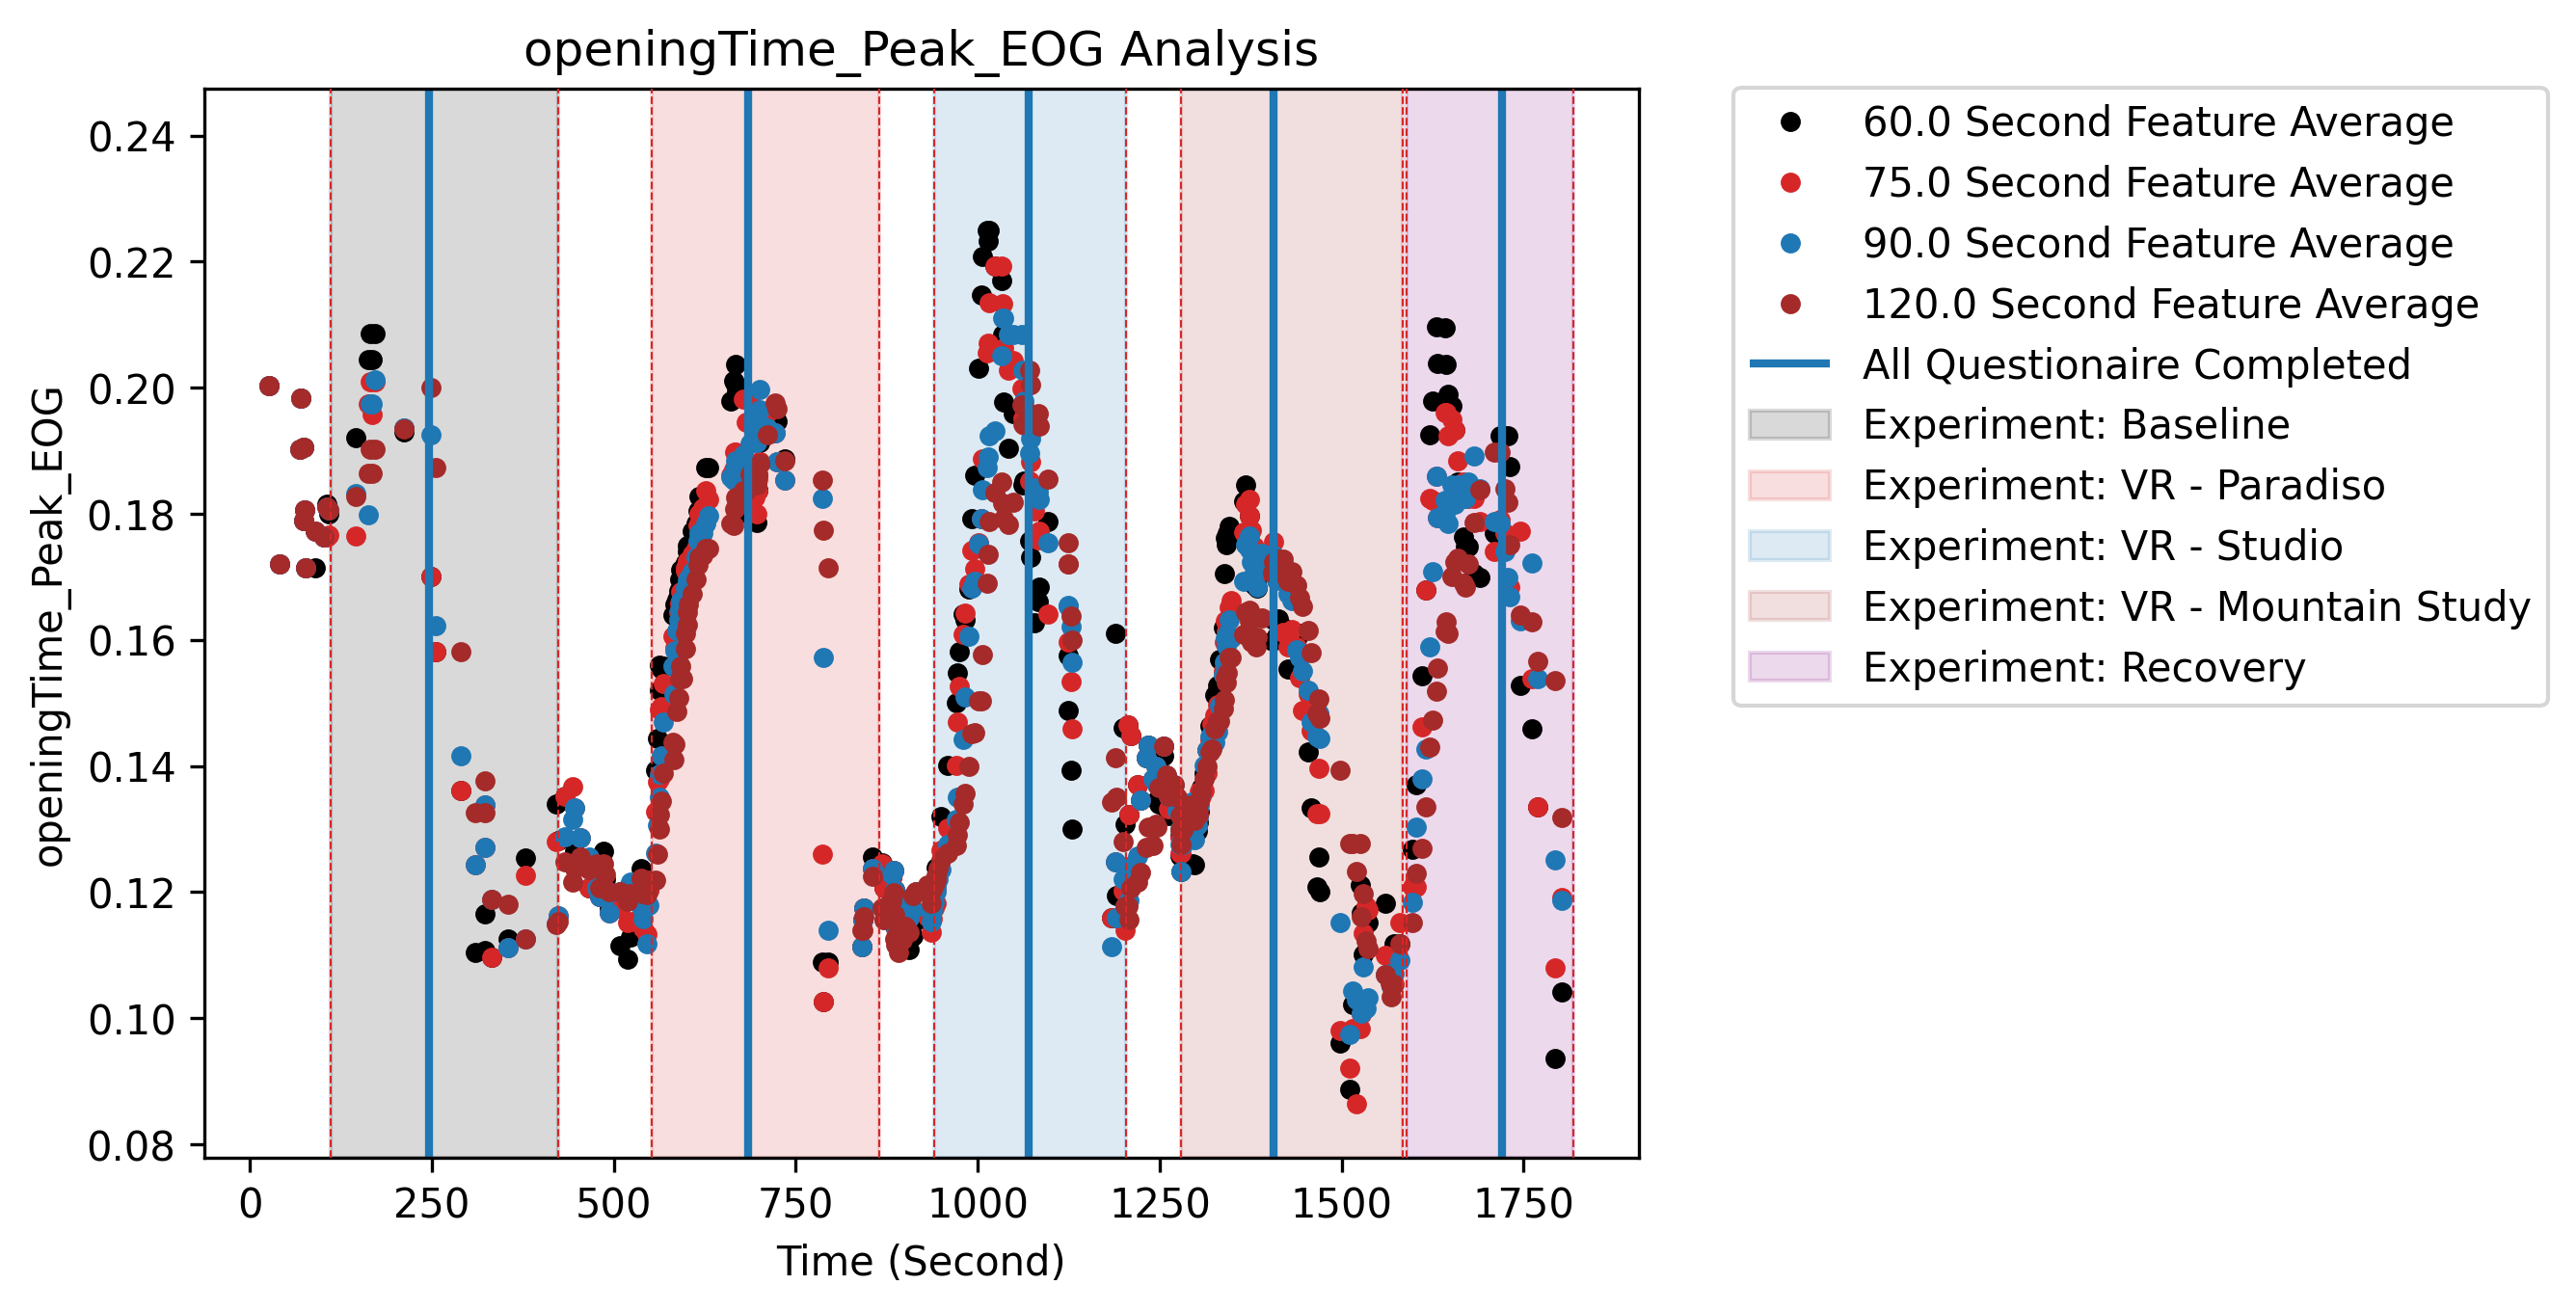 openingTime_Peak_EOG Analysis
openingTime_Peak_EOG
0.24
0.22
0.20
0.18
0.16
0.14
0.12
0.10
0.08
0
250
500
750
1000
1250
1500
1750
Time (Second)
60.0 Second Feature Average
75.0 Second Feature Average
90.0 Second Feature Average
120.0 Second Feature Average
All Questionaire Completed
Experiment: Baseline
Experiment: VR - Paradiso
Experiment: VR - Studio
Experiment: VR - Mountain Study
Experiment: Recovery